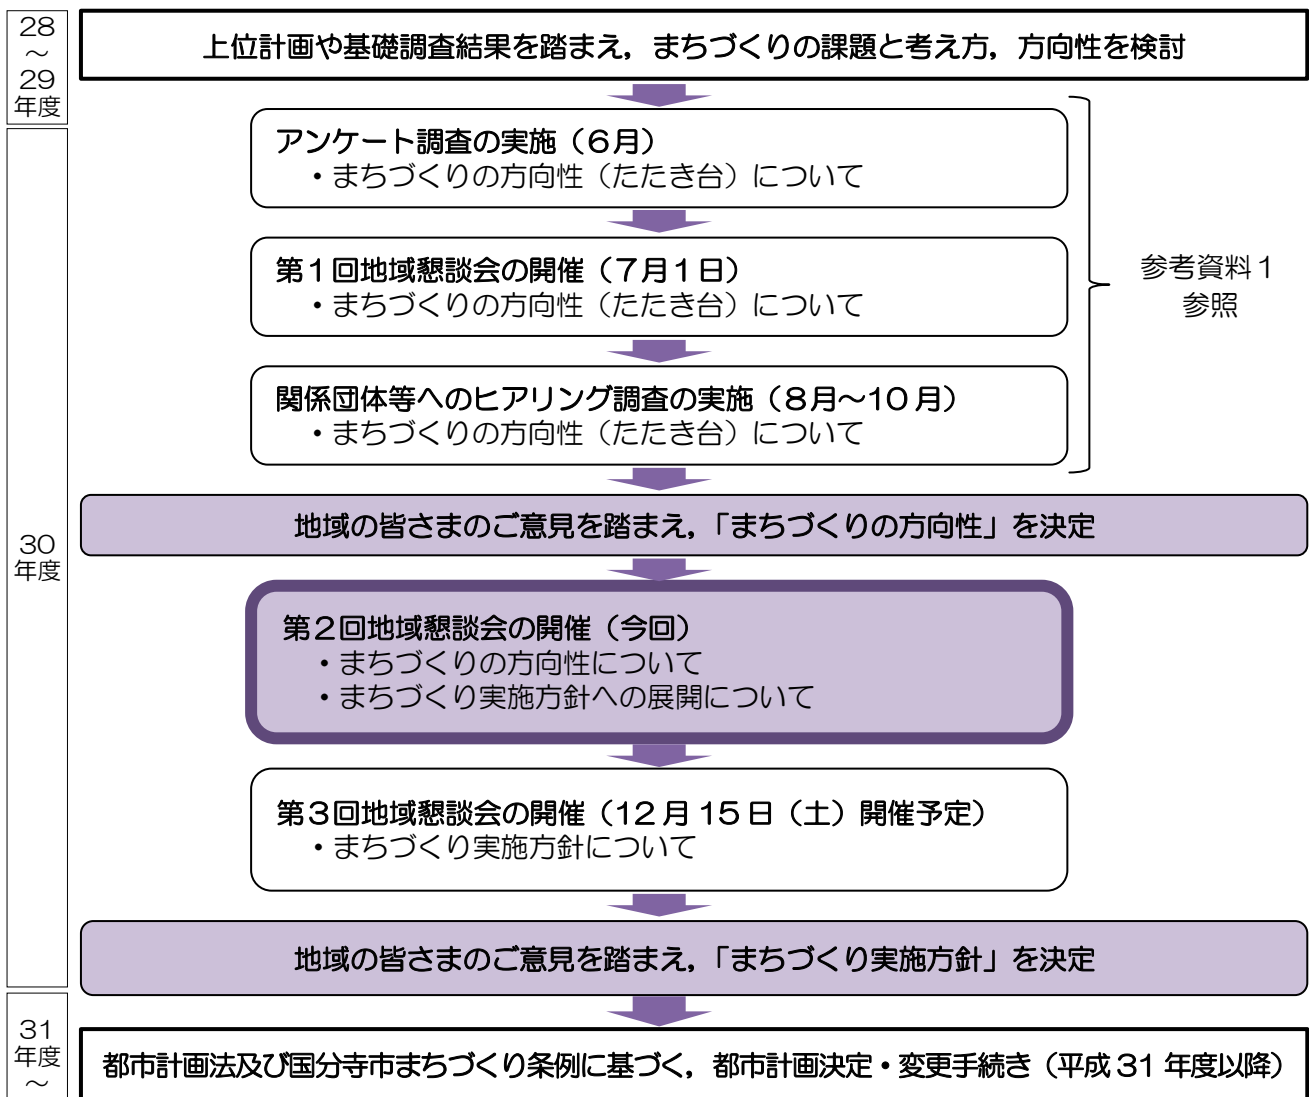 28
～
29
年度
上位計画や基礎調査結果を踏まえ，まちづくりの課題と考え方，方向性を検討
アンケート調査の実施（６月）
・まちづくりの方向性（たたき台）について
第１回地域懇談会の開催（７月１日）
・まちづくりの方向性（たたき台）について
関係団体等へのヒアリング調査の実施（８月～10 月）
・まちづくりの方向性（たたき台）について
参考資料１
参照
30
年度
地域の皆さまのご意見を踏まえ，「まちづくりの方向性」を決定
第２回地域懇談会の開催（今回）
・まちづくりの方向性について
・まちづくり実施方針への展開について
第３回地域懇談会の開催（12 月 15 日（土）開催予定）
・まちづくり実施方針について
地域の皆さまのご意見を踏まえ，「まちづくり実施方針」を決定
31
年度
～
都市計画法及び国分寺市まちづくり条例に基づく，都市計画決定・変更手続き（平成 31 年度以降）